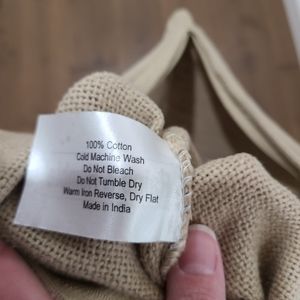 100% Cotton
Cold Machine Wash
Do Not Bleach
Do Not Tumble Dry
Warm Iron Reverse, Dry Flat
Made in India